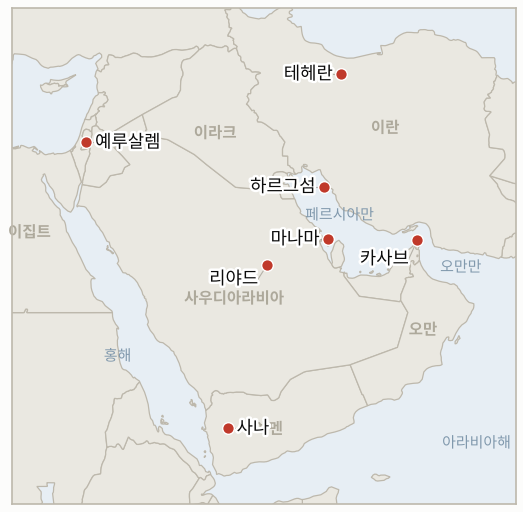 테헤란
이란
이라크
예루살렘
하르그섬
페르시아만
이집트
마나마
카사브
오만만
리야드
사우디아라비아
오만
홍해
사나
멘
아라비아해